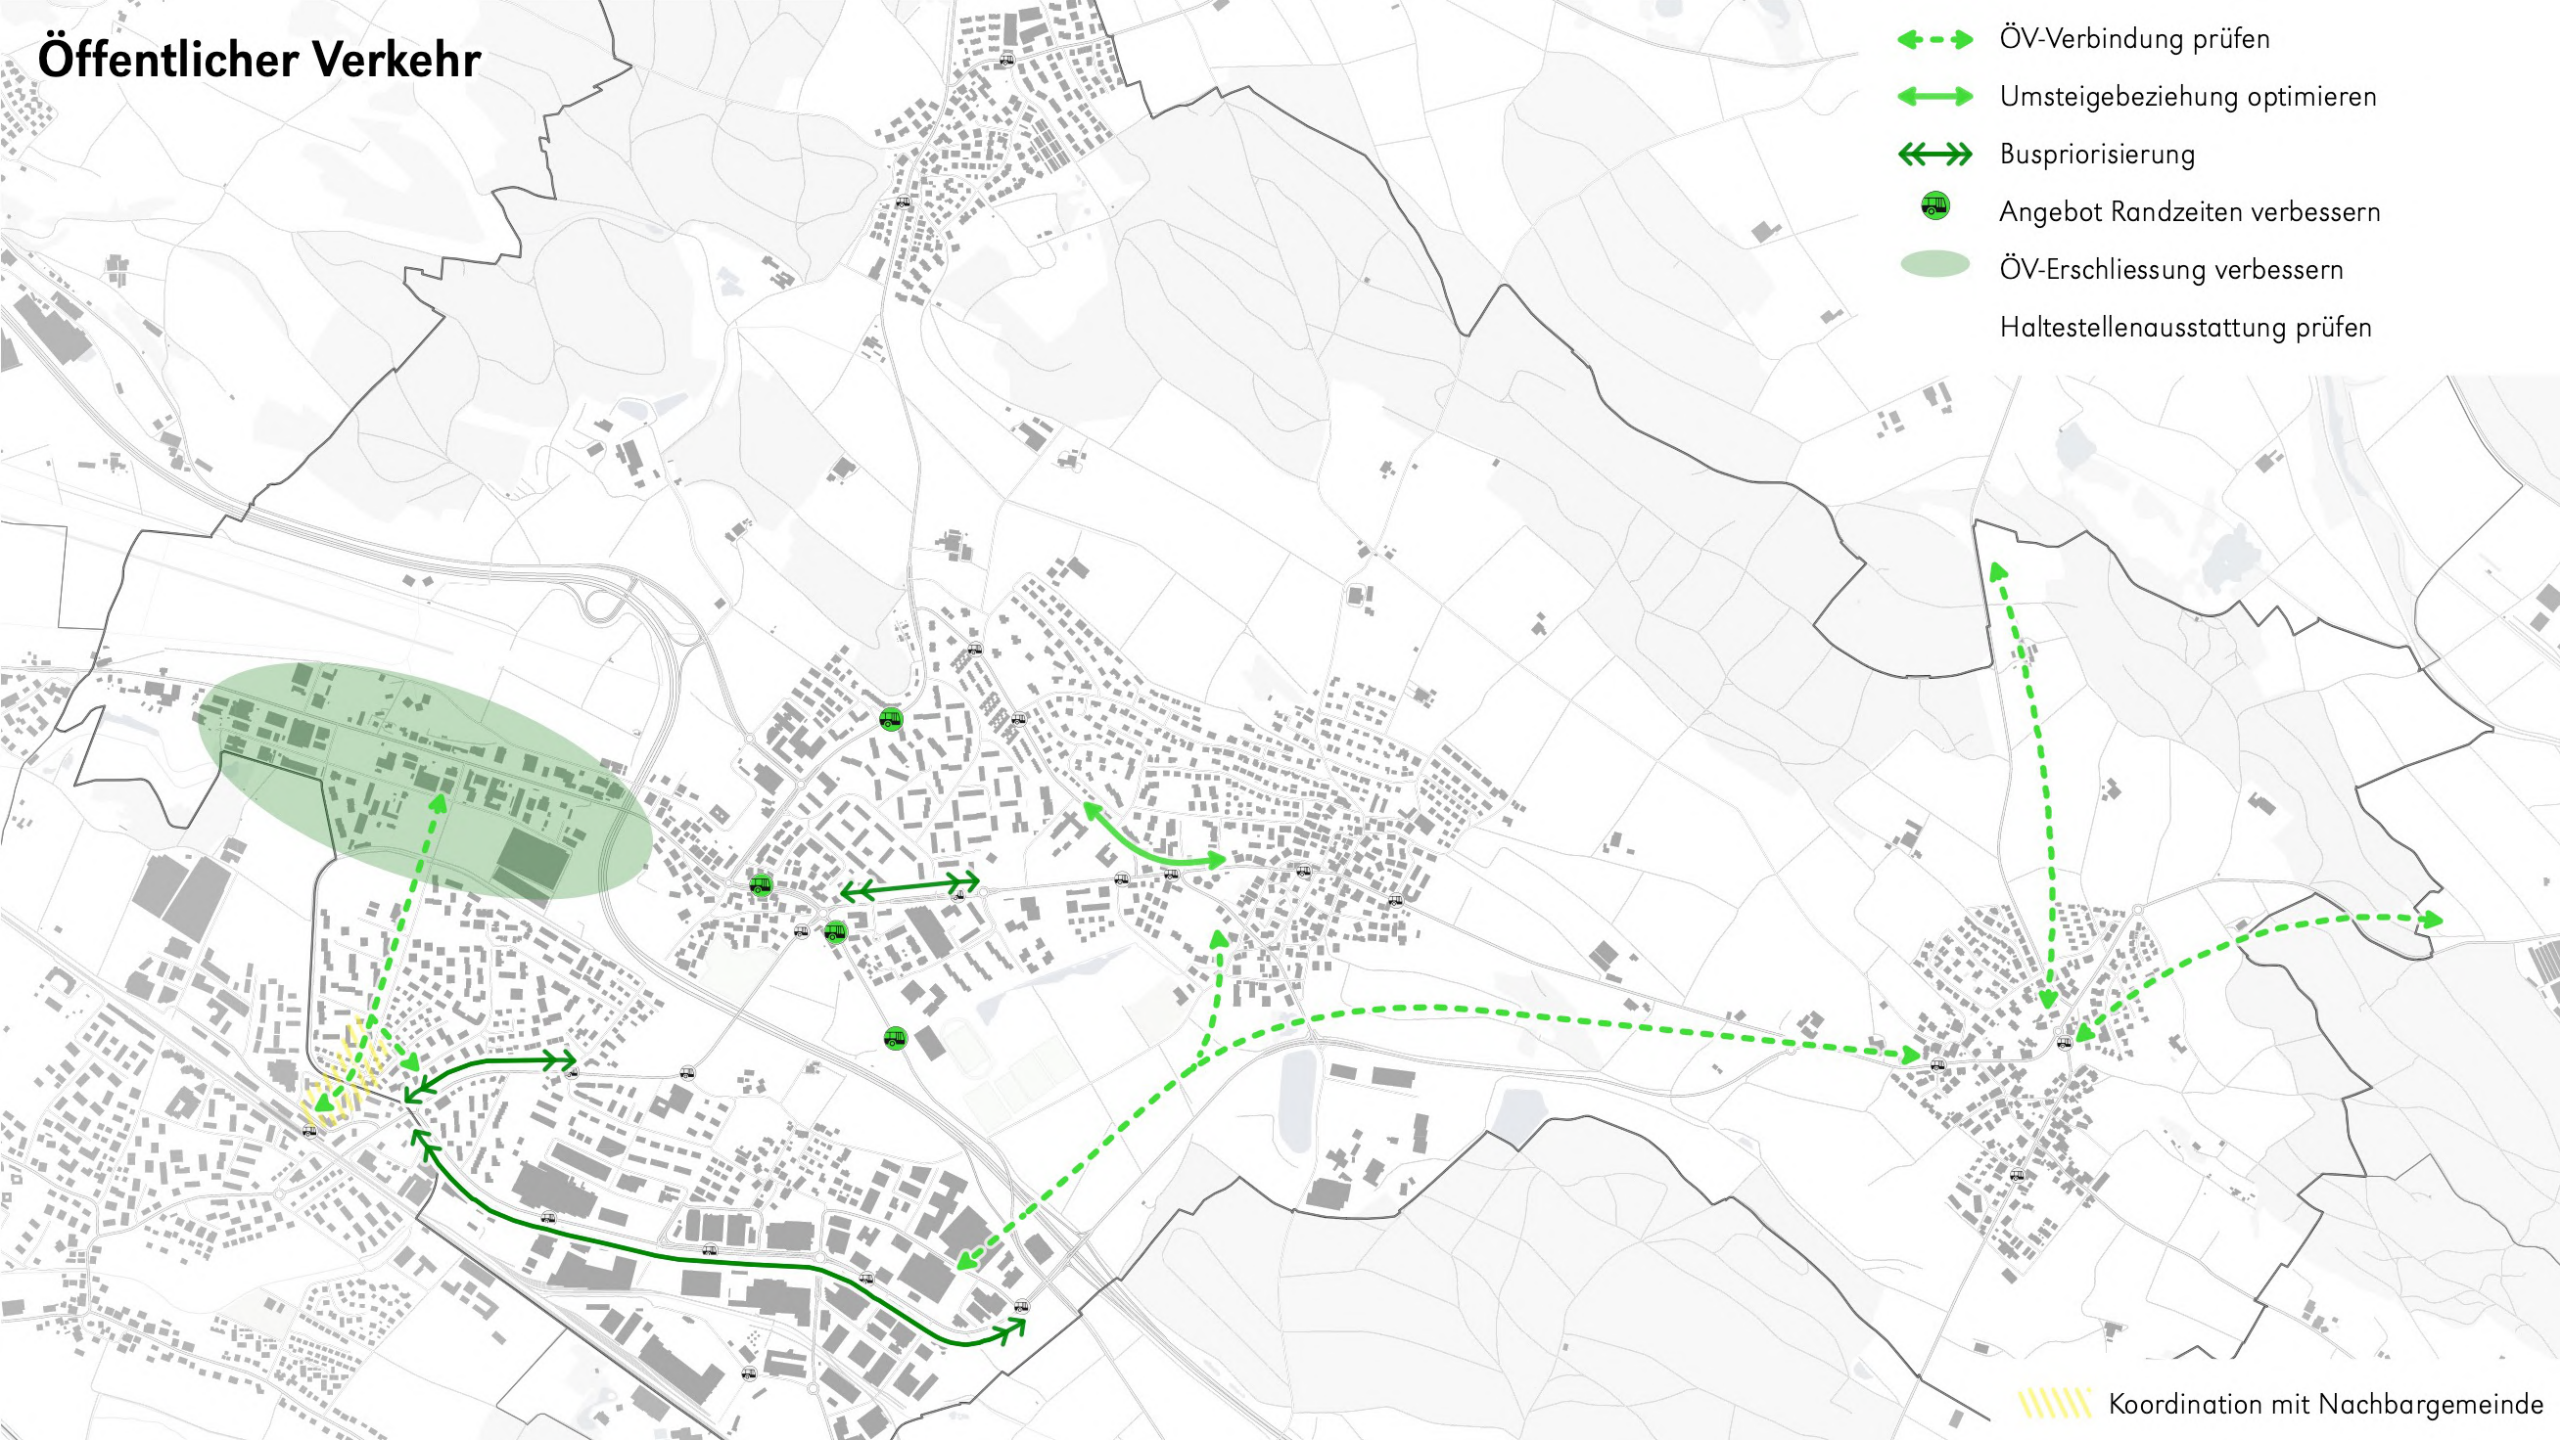 Öffentlicher Verkehr
ÖV-Verbindung prüfen
Umsteigebeziehung optimieren
Buspriorisierung
Angebot Randzeiten verbessern
ÖV-Erschliessung verbessern
Haltestellenausstattung prüfen
Koordination mit Nachbargemeinde